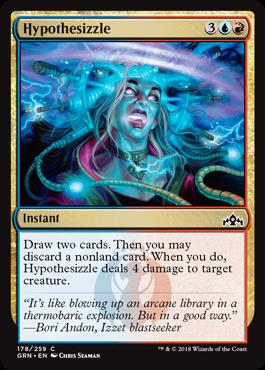 Hypothesizzle 3
Instant
Draw two cards. Then you may
discard a nonland card. When you do,
Hypothesizzle deals 4 damage to target
creature.
“It’s like blowing up an arcane library in a
thermobaric explosion. But in a good way.”
—Bori Andon, Izzet blastseeker
178/259 C
GRN • EN Chris Seaman
™ & © 2018 Wizards of the Coast